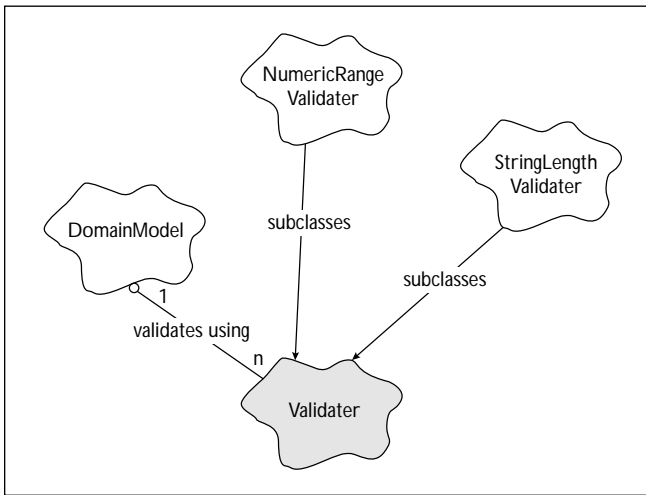 NumericRange
Validater
StringLength
Validater
DomainModel
subclasses
subclasses
1
validates using
n
Validater